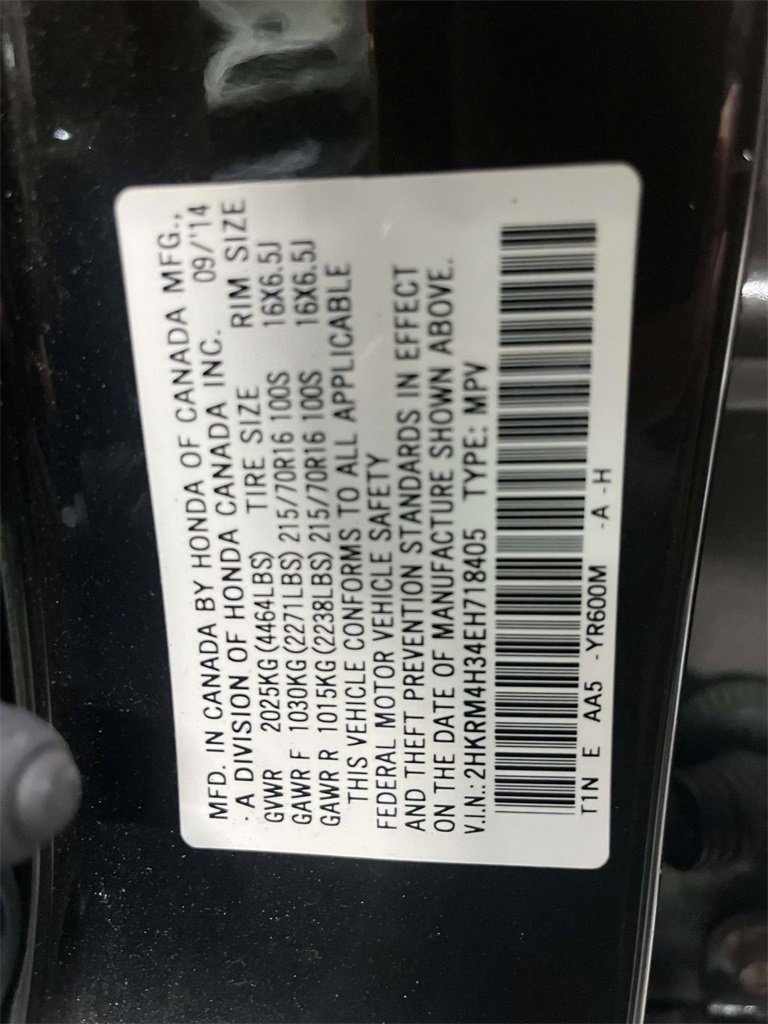 MFD. IN CANADA BY HONDA OF CANADA MFG.,
A DIVISION OF HONDA CANADA INC. 09/'14
GVWR 2025KG (4464LBS) TIRE SIZE RIM SIZE
GAWR F 1030KG (2271LBS) 215/70R16 100S 16X6.5J
GAWR R 1015KG (2238LBS) 215/70R16 100S 16X6.5J
THIS VEHICLE CONFORMS TO ALL APPLICABLE
FEDERAL MOTOR VEHICLE SAFETY
AND THEFT PREVENTION STANDARDS IN EFFECT
ON THE DATE OF MANUFACTURE SHOWN ABOVE.
V.I.N.: 2HKRM4H34EH718405 TYPE: MPV
T1N E AA5 -YR600M -A -H